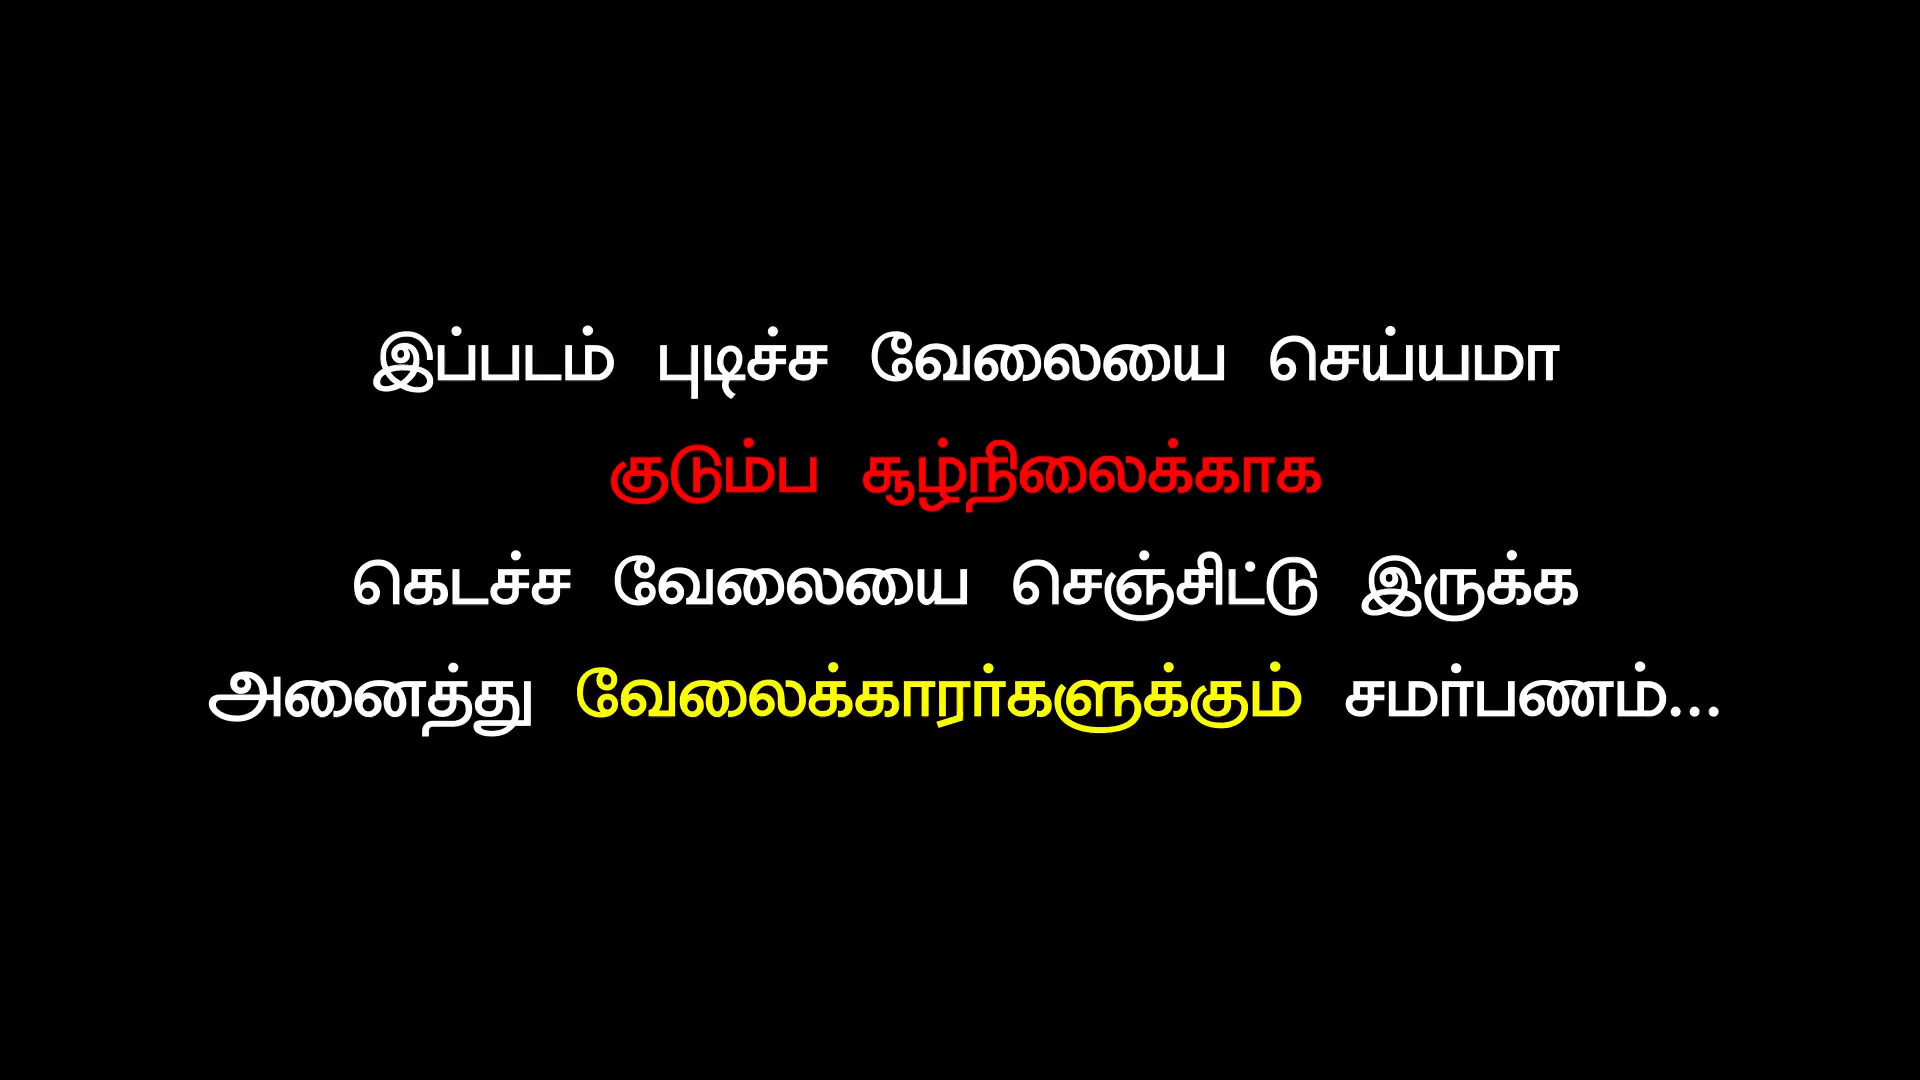 இப்படம் புடிச்ச வேலையை செய்யமா
குடும்ப சூழ்நிலைக்காக
கெடச்ச வேலையை செஞ்சிட்டு இருக்க
அனைத்து வேலைக்காரர்களுக்கும் சமர்பணம்...